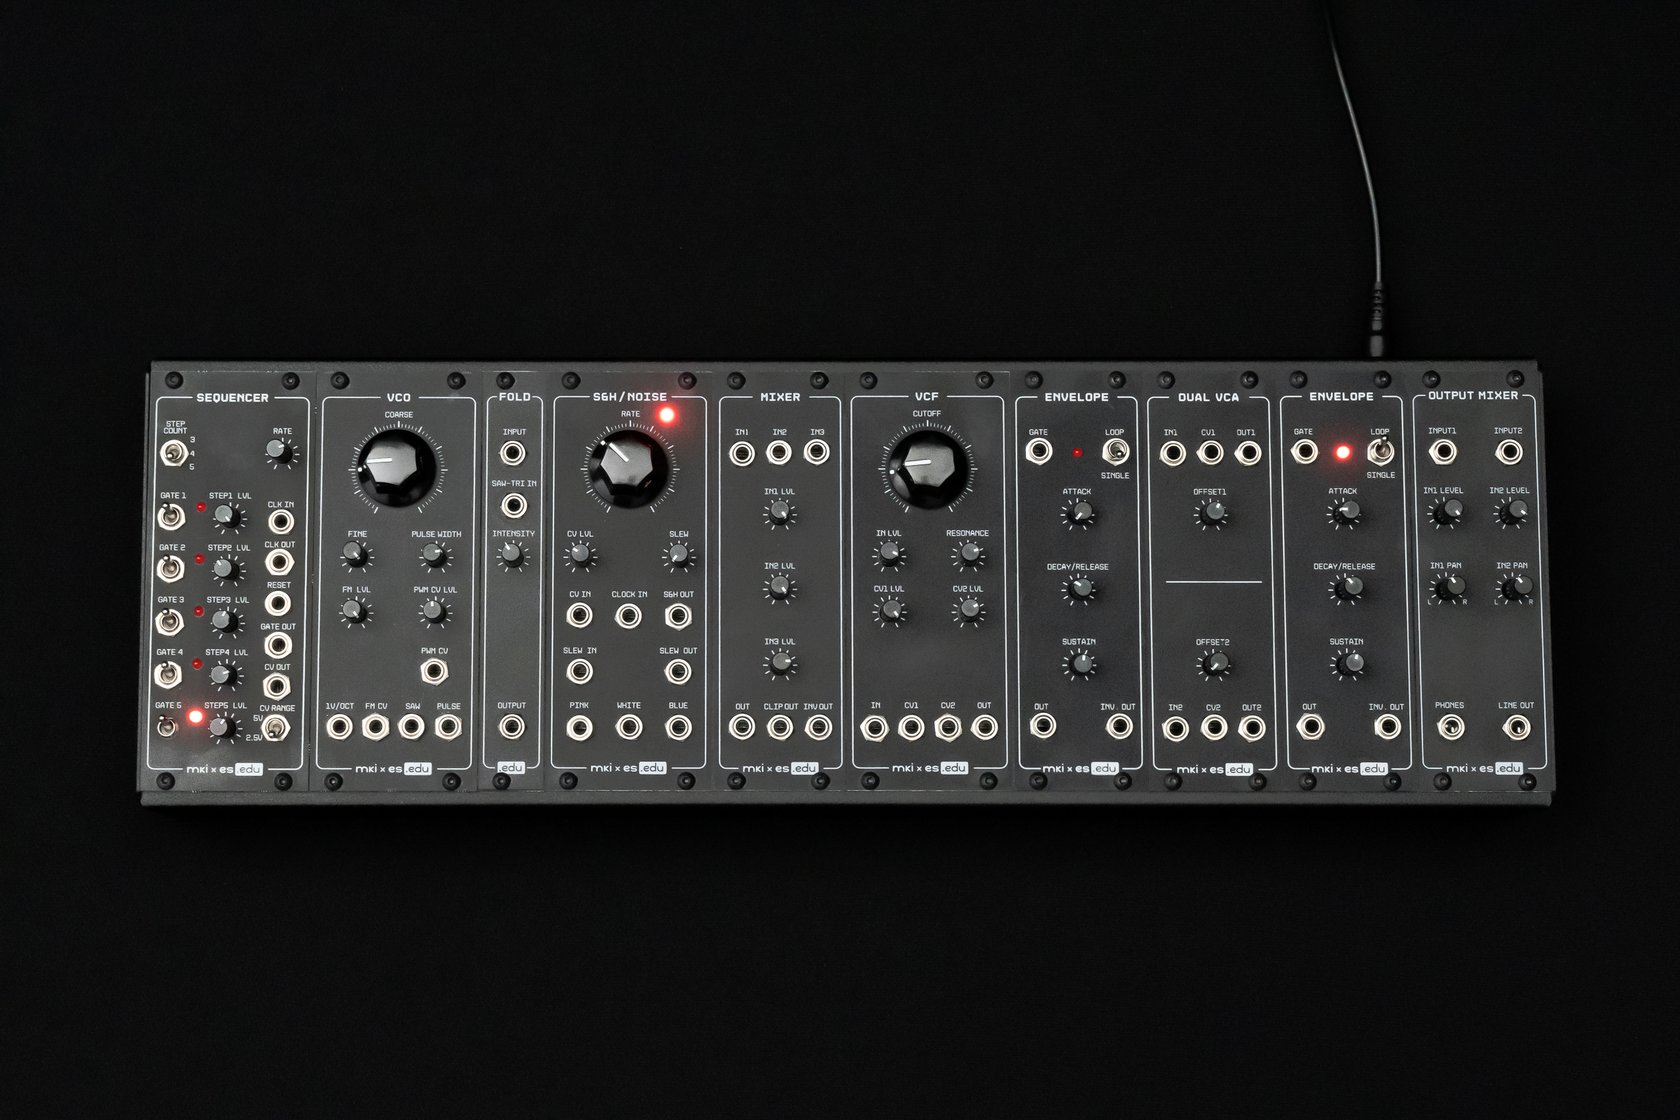 SEQUENCER
STEP
COUNT
3
4
5
RATE
GATE 1
STEP1 LVL
CLK IN
GATE 2
STEP2 LVL
CLK OUT
RESET
GATE 3
STEP3 LVL
GATE OUT
GATE 4
STEP4 LVL
CV OUT
GATE 5
STEP5 LVL
CV RANGE
5V
2.5V
mki x es .edu
VCO
COARSE
FINE
PULSE WIDTH
FM LVL
PWM CV LVL
PWM CV
1V/OCT
FM CV
SAW
PULSE
mki x es .edu
FOLD
INPUT
SAW-TRI IN
INTENSITY
OUTPUT
.edu
S&H/NOISE
RATE
CV LVL
SLEW
CV IN
CLOCK IN
S&H OUT
SLEW IN
SLEW OUT
PINK
WHITE
BLUE
mki x es .edu
MIXER
IN1
IN2
IN3
IN1 LVL
IN2 LVL
IN3 LVL
OUT
CLIP OUT
INV OUT
mki x es .edu
VCF
CUTOFF
IN LVL
RESONANCE
CV1 LVL
CV2 LVL
IN
CV1
CV2
OUT
mki x es .edu
ENVELOPE
GATE
LOOP
SINGLE
ATTACK
DECAY/RELEASE
SUSTAIN
OUT
INV. OUT
mki x es .edu
DUAL VCA
IN1
CV1
OUT1
OFFSET1
OFFSET2
IN2
CV2
OUT2
mki x es .edu
ENVELOPE
GATE
LOOP
SINGLE
ATTACK
DECAY/RELEASE
SUSTAIN
OUT
INV. OUT
mki x es .edu
OUTPUT MIXER
INPUT1
INPUT2
IN1 LEVEL
IN2 LEVEL
IN1 PAN
IN2 PAN
L
R
L
R
PHONES
LINE OUT
mki x es .edu